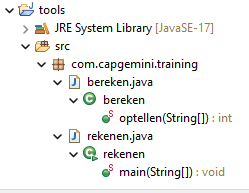 tools
JRE System Library [JavaSE-17]
src
com.capgemini.training
bereken.java
bereken
optellen(String[]) : int
rekenen.java
rekenen
main(String[]) : void